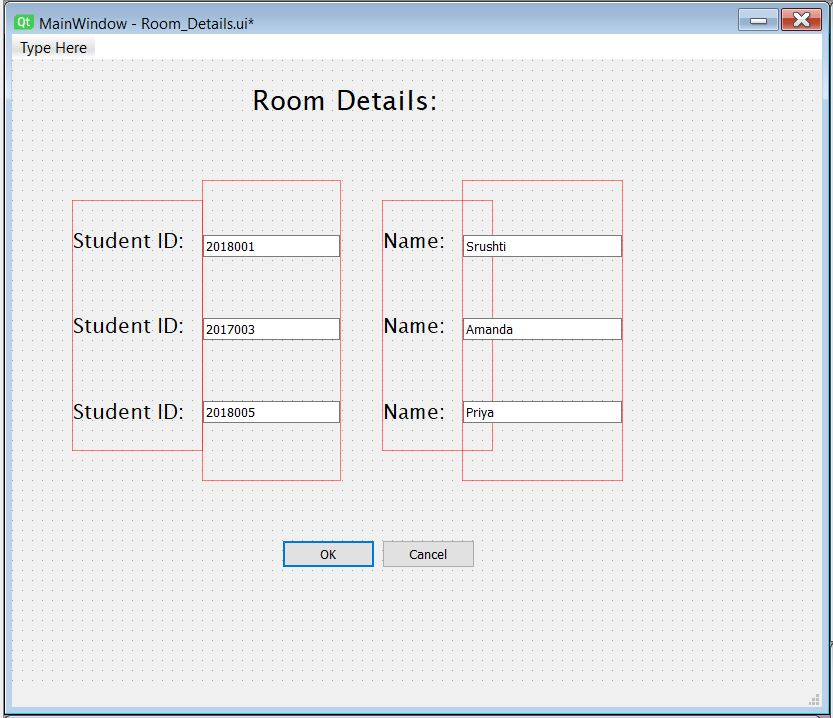 Qt MainWindow - Room_Details.ui*
Type Here
Room Details:
Student ID: 2018001 Name: Srushti
Student ID: 2017003 Name: Amanda
Student ID: 2018005 Name: Priya
OK Cancel